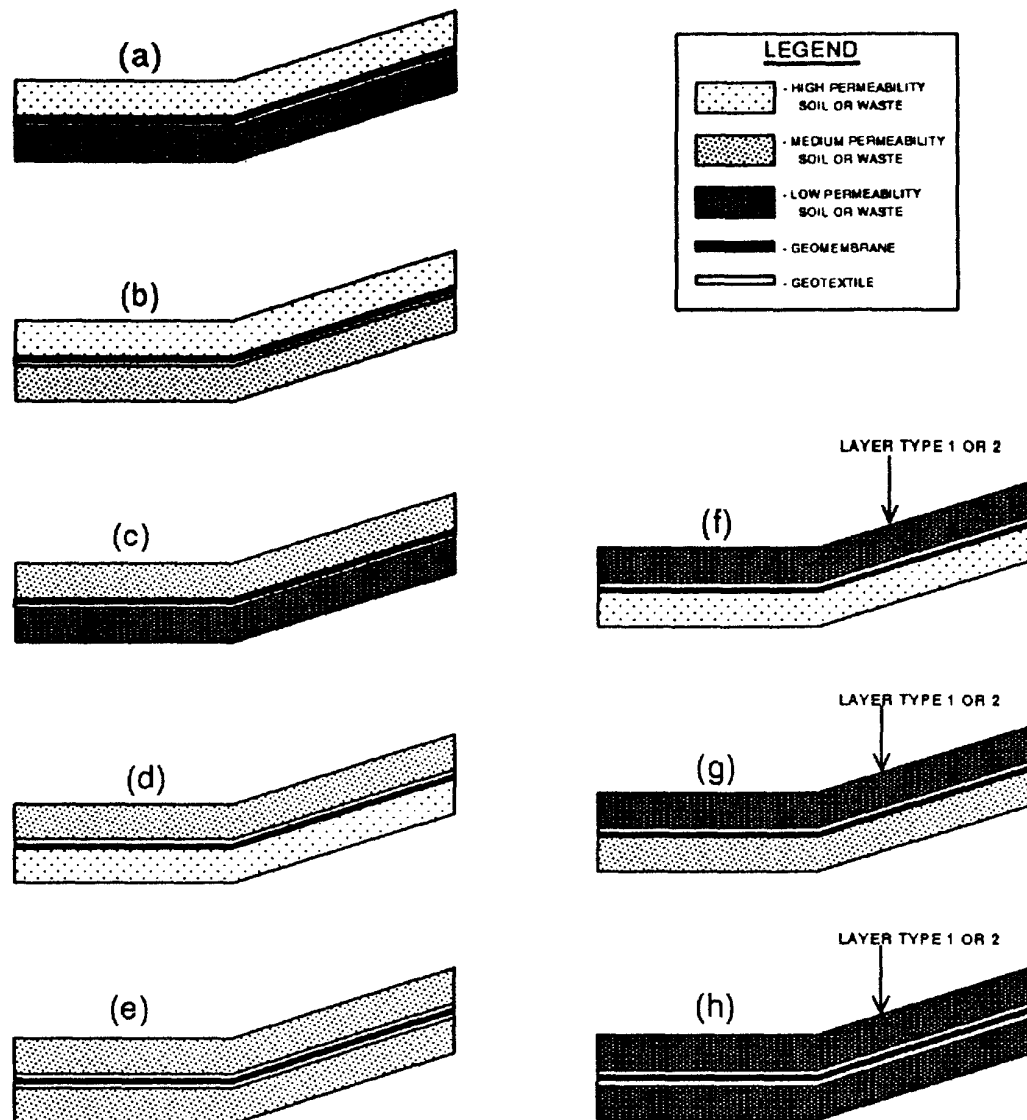 (a)
LEGEND
- HIGH PERMEABILITY
SOIL OR WASTE
- MEDIUM PERMEABILITY
SOIL OR WASTE
- LOW PERMEABILITY
SOIL OR WASTE
- GEOMEMBRANE
- GEOTEXTILE
(b)
(c)
LAYER TYPE 1 OR 2
(f)
(d)
LAYER TYPE 1 OR 2
(g)
(e)
LAYER TYPE 1 OR 2
(h)